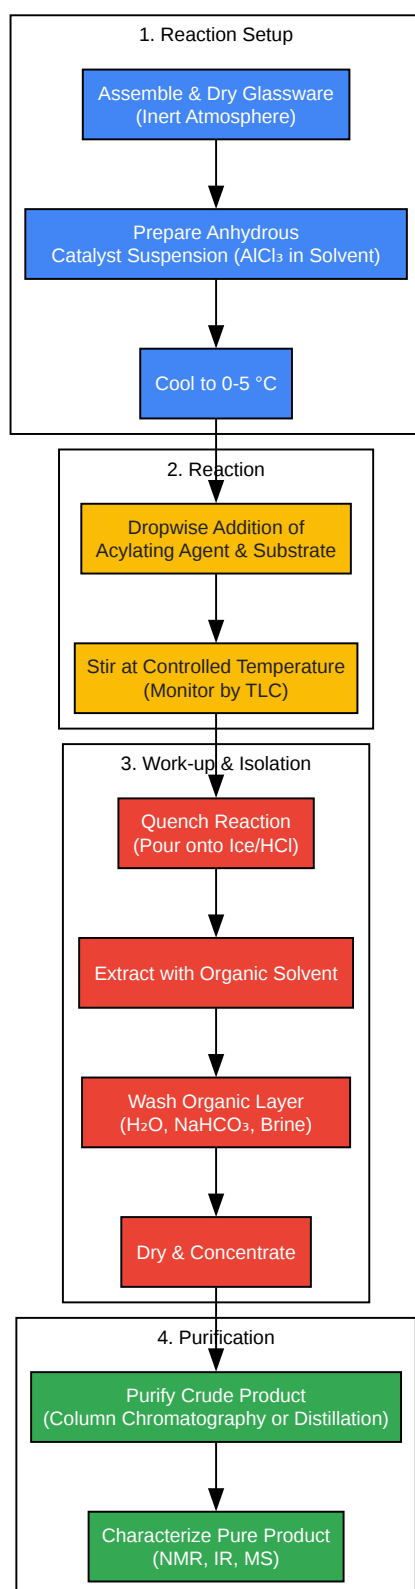 1. Reaction Setup
Assemble & Dry Glassware
(Inert Atmosphere)
Prepare Anhydrous
Catalyst Suspension (AlCl₃ in Solvent)
Cool to 0-5 °C
2. Reaction
Dropwise Addition of
Acylating Agent & Substrate
Stir at Controlled Temperature
(Monitor by TLC)
3. Work-up & Isolation
Quench Reaction
(Pour onto Ice/HCl)
Extract with Organic Solvent
Wash Organic Layer
(H₂O, NaHCO₃, Brine)
Dry & Concentrate
4. Purification
Purify Crude Product
(Column Chromatography or Distillation)
Characterize Pure Product
(NMR, IR, MS)